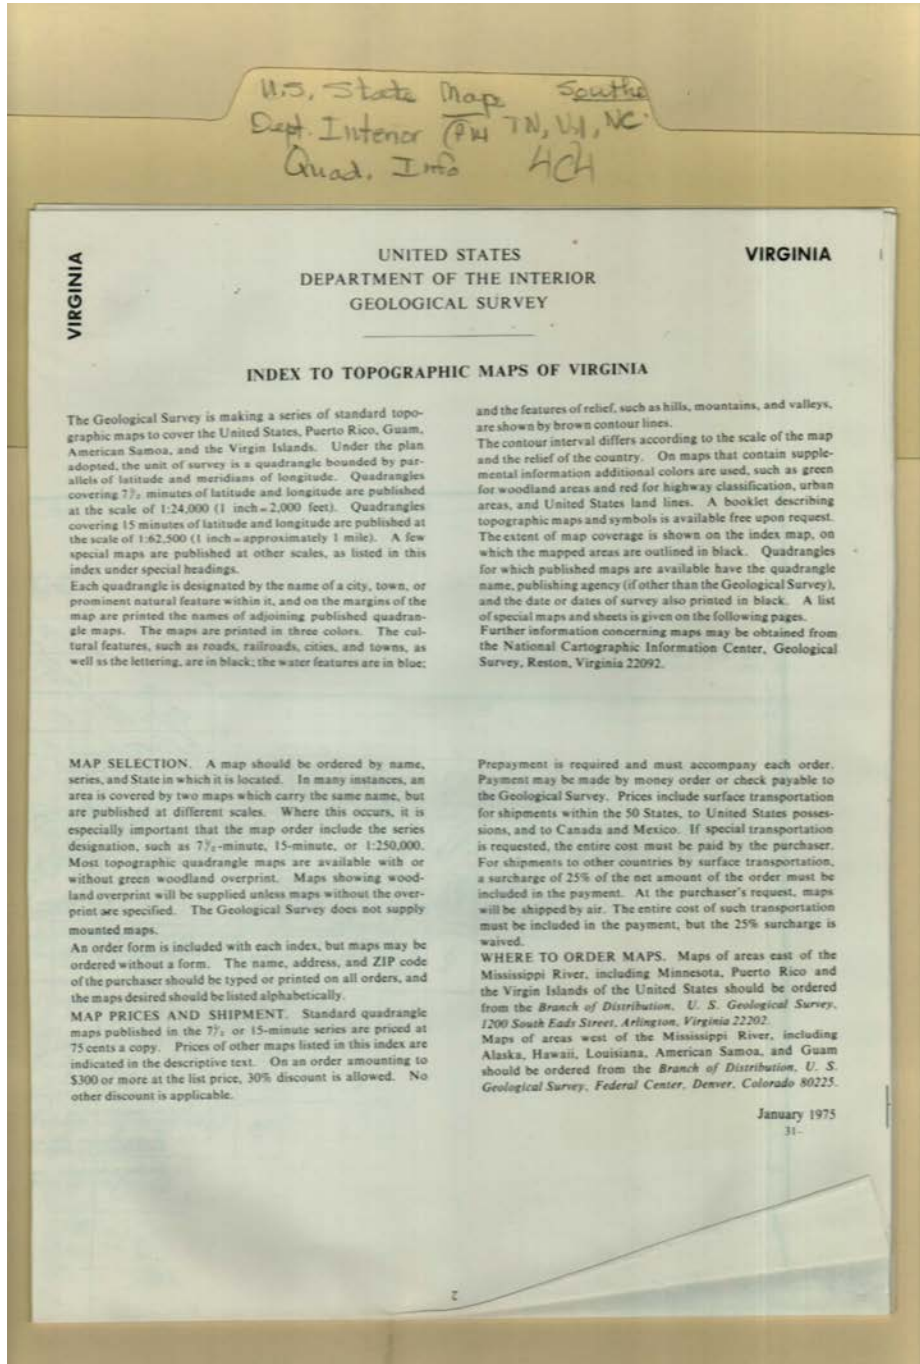 U.S. State Map Southe
Dept. Interior TN, VA, NC.
Quad. Info 4CH
VIRGINIA
UNITED STATES
DEPARTMENT OF THE INTERIOR
GEOLOGICAL SURVEY
VIRGINIA
INDEX TO TOPOGRAPHIC MAPS OF VIRGINIA
The Geological Survey is making a series of standard topo-
graphic maps to cover the United States, Puerto Rico, Guam,
American Samoa, and the Virgin Islands. Under the plan
adopted, the unit of survey is a quadrangle bounded by par-
allels of latitude and meridians of longitude. Quadrangles
covering 7½ minutes of latitude and longitude are published
at the scale of 1:24,000 (1 inch = 2,000 feet). Quadrangles
covering 15 minutes of latitude and longitude are published at
the scale of 1:62,500 (1 inch = approximately 1 mile). A few
special maps are published at other scales, as listed in this
index under special headings.
Each quadrangle is designated by the name of a city, town, or
prominent natural feature within it, and on the margins of the
map are printed the names of adjoining published quadran-
gle maps. The maps are printed in three colors. The cul-
tural features, such as roads, railroads, cities, and towns, as
well as the lettering, are in black; the water features are in blue;
and the features of relief, such as hills, mountains, and valleys,
are shown by brown contour lines.
The contour interval differs according to the scale of the map
and the relief of the country. On maps that contain supple-
mental information additional colors are used, such as green
for woodland areas and red for highway classification, urban
areas, and United States land lines. A booklet describing
topographic maps and symbols is available free upon request.
The extent of map coverage is shown on the index map, on
which the mapped areas are outlined in black. Quadrangles
for which published maps are available have the quadrangle
name, publishing agency (if other than the Geological Survey),
and the date or dates of survey also printed in black. A list
of special maps and sheets is given on the following pages.
Further information concerning maps may be obtained from
the National Cartographic Information Center, Geological
Survey, Reston, Virginia 22092.
MAP SELECTION. A map should be ordered by name,
series, and State in which it is located. In many instances, an
area is covered by two maps which carry the same name, but
are published at different scales. Where this occurs, it is
especially important that the map order include the series
designation, such as 7½-minute, 15-minute, or 1:250,000.
Most topographic quadrangle maps are available with or
without green woodland overprint. Maps showing wood-
land overprint will be supplied unless maps without the over-
print are specified. The Geological Survey does not supply
mounted maps.
An order form is included with each index, but maps may be
ordered without a form. The name, address, and ZIP code
of the purchaser should be typed or printed on all orders, and
the maps desired should be listed alphabetically.
MAP PRICES AND SHIPMENT. Standard quadrangle
maps published in the 7½ or 15-minute series are priced at
75 cents a copy. Prices of other maps listed in this index are
indicated in the descriptive text. On an order amounting to
$300 or more at the list price, 30% discount is allowed. No
other discount is applicable.
Prepayment is required and must accompany each order.
Payment may be made by money order or check payable to
the Geological Survey. Prices include surface transportation
for shipments within the 50 States, to United States posses-
sions, and to Canada and Mexico. If special transportation
is requested, the entire cost must be paid by the purchaser.
For shipments to other countries by surface transportation,
a surcharge of 25% of the net amount of the order must be
included in the payment. At the purchaser's request, maps
will be shipped by air. The entire cost of such transportation
must be included in the payment, but the 25% surcharge is
waived.
WHERE TO ORDER MAPS. Maps of areas east of the
Mississippi River, including Minnesota, Puerto Rico and
the Virgin Islands of the United States should be ordered
from the Branch of Distribution, U. S. Geological Survey,
1200 South Eads Street, Arlington, Virginia 22202.
Maps of areas west of the Mississippi River, including
Alaska, Hawaii, Louisiana, American Samoa, and Guam
should be ordered from the Branch of Distribution, U. S.
Geological Survey, Federal Center, Denver, Colorado 80225.
January 1975
31-
2